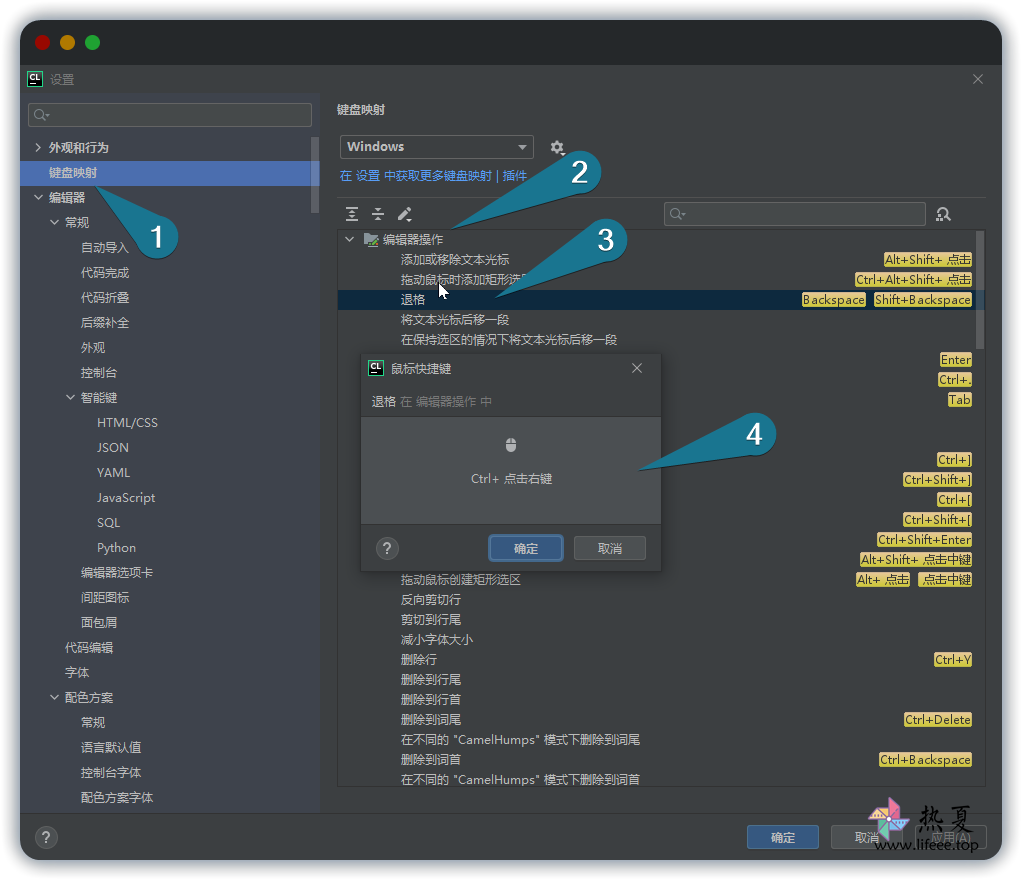 CL 设置
外观和行为
键盘映射
编辑器
常规
自动导入
代码完成
代码折叠
后缀补全
外观
控制台
智能键
HTML/CSS
JSON
YAML
JavaScript
SQL
Python
编辑器选项卡
间距图标
面包屑
代码编辑
字体
配色方案
常规
语言默认值
控制台字体
配色方案字体
1
键盘映射
Windows
在 设置 中获取更多键盘映射 | 插件
2
3
编辑器操作
添加或移除文本光标 Alt+Shift+ 点击
拖动鼠标时添加矩形选 Ctrl+Alt+Shift+ 点击
退格 Backspace Shift+Backspace
将文本光标后移一段
在保持选区的情况下将文本光标后移一段
Enter
Ctrl+.
Tab
Ctrl+]
Ctrl+Shift+]
Ctrl+[
Ctrl+Shift+[
Ctrl+Shift+Enter
Alt+Shift+ 点击中键
CL 鼠标快捷键
退格 在 编辑器操作 中
Ctrl+ 点击右键
4
? 确定 取消
拖动鼠标创建矩形选区 Alt+ 点击 点击中键
反向剪切行
剪切到行尾
减小字体大小
删除行 Ctrl+Y
删除到行尾
删除到行首
删除到词尾 Ctrl+Delete
在不同的 "CamelHumps" 模式下删除到词尾
删除到词首 Ctrl+Backspace
在不同的 "CamelHumps" 模式下删除到词首
? 确定 取消 应用(A)
热夏
www.lifeee.top